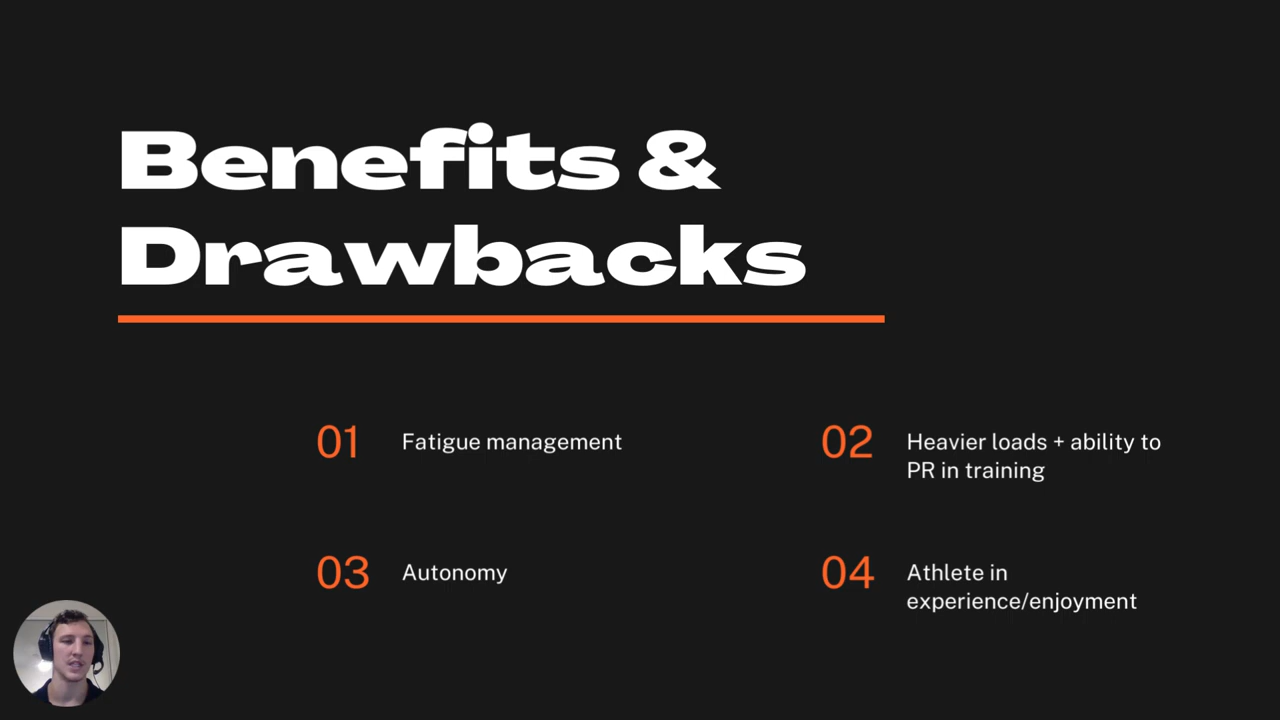 Benefits &
Drawbacks
01 Fatigue management
02 Heavier loads + ability to
PR in training
03 Autonomy
04 Athlete in
experience/enjoyment